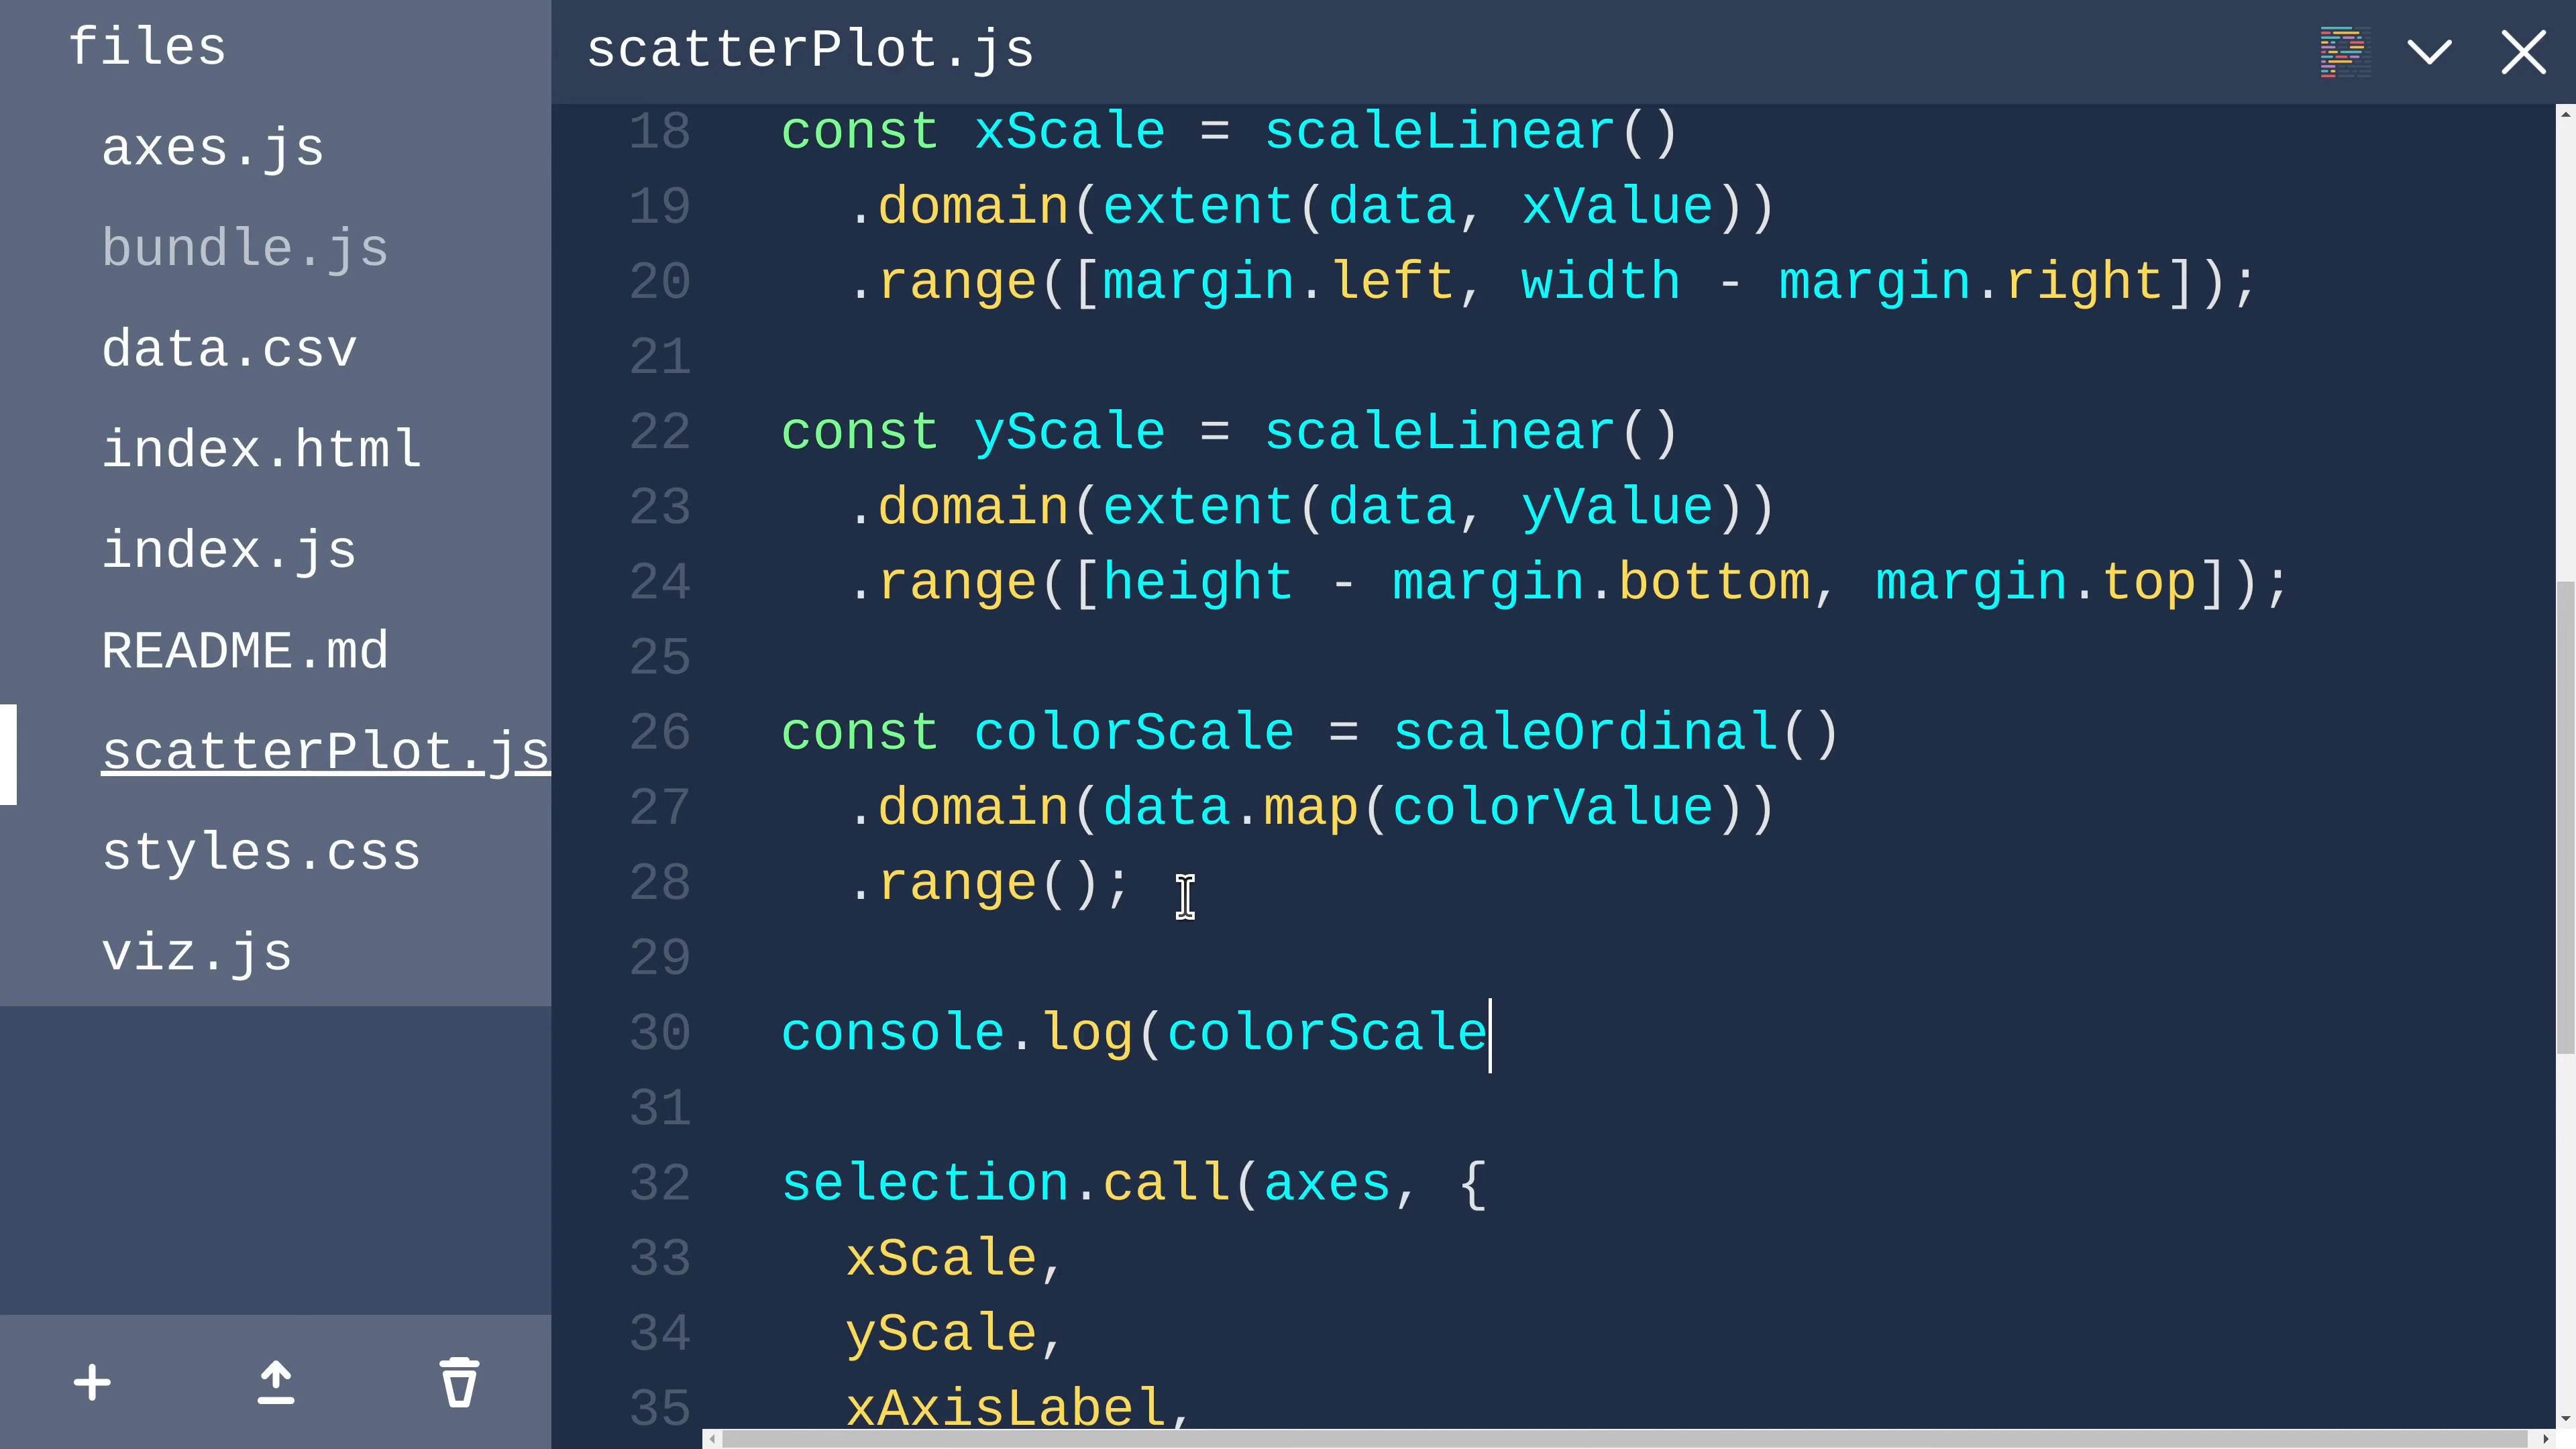 files
axes.js
bundle.js
data.csv
index.html
index.js
README.md
scatterPlot.js
styles.css
viz.js
scatterPlot.js
18 const xScale = scaleLinear()
19 .domain(extent(data, xValue))
20 .range([margin.left, width - margin.right]);
21
22 const yScale = scaleLinear()
23 .domain(extent(data, yValue))
24 .range([height - margin.bottom, margin.top]);
25
26 const colorScale = scaleOrdinal()
27 .domain(data.map(colorValue))
28 .range();
29
30 console.log(colorScale
31
32 selection.call(axes, {
33 xScale,
34 yScale,
35 xAxisLabel,